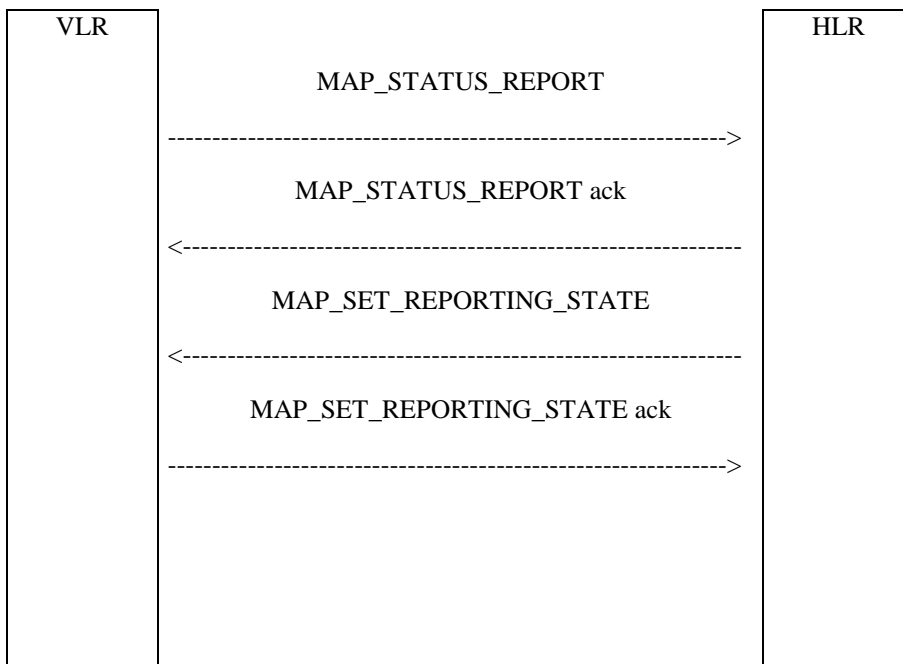 VLR HLR
MAP_STATUS_REPORT
MAP_STATUS_REPORT ack
MAP_SET_REPORTING_STATE
MAP_SET_REPORTING_STATE ack